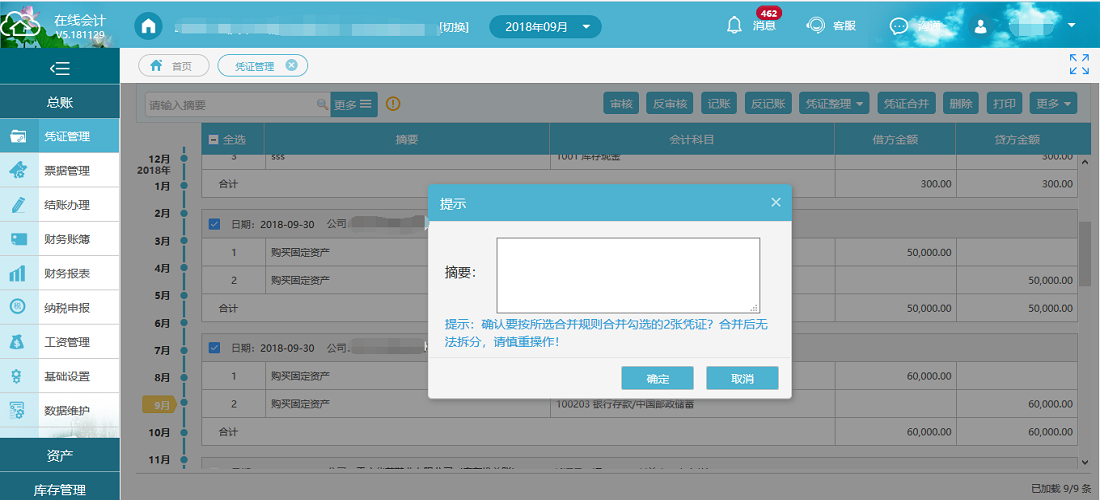 在线会计
V5.181129
[切换]
2018年09月
462
消息
客服
首页
凭证管理
总账
凭证管理
票据管理
结账办理
财务账簿
财务报表
纳税申报
税
工资管理
基础设置
数据维护
资产
库存管理
请输入摘要
更多
审核
反审核
记账
反记账
凭证整理
凭证合并
删除
打印
更多
12月
2018年
1月
2月
3月
4月
5月
6月
7月
8月
9月
10月
11月
全选 摘要 会计科目 借方金额 贷方金额
3 sss 1001 库存现金 300.00
合计 300.00 300.00
日期：2018-09-30 公司:
1 购买固定资产 50,000.00
2 购买固定资产 50,000.00
合计 50,000.00 50,000.00
日期：2018-09-30 公司:
1 购买固定资产 60,000.00
2 购买固定资产 100203 银行存款/中国邮政储蓄 60,000.00
合计 60,000.00 60,000.00
提示
摘要：
提示：确认要按所选合并规则合并勾选的2张凭证？合并后无
法拆分，请慎重操作！
确定
取消
已加载 9/9 条